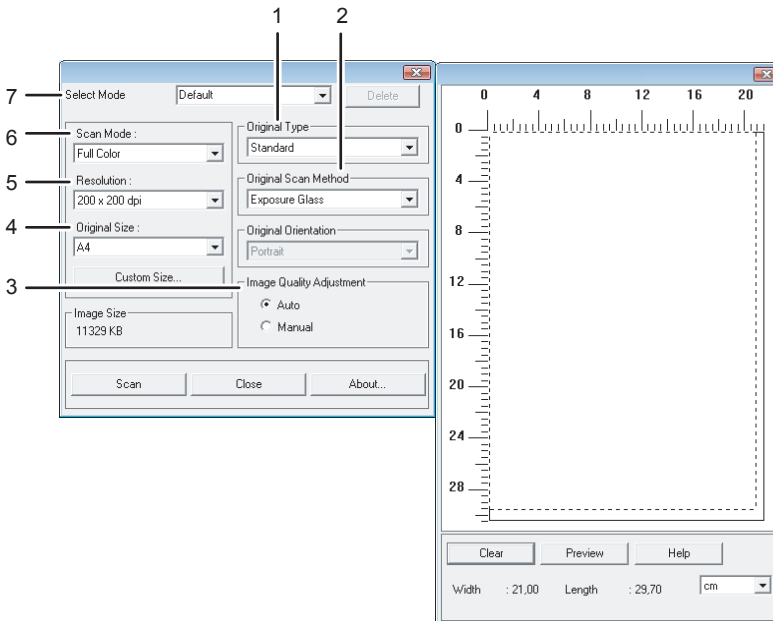 1 2
7 Select Mode Default Delete
6 Scan Mode :
Full Color
5 Resolution :
200 x 200 dpi
4 Original Size :
A4
Custom Size...
Image Size
11329 KB
Original Type
Standard
Original Scan Method
Exposure Glass
Original Orientation
Portrait
3 Image Quality Adjustment
Auto
Manual
Scan Close About...
0 4 8 12 16 20
0
4
8
12
16
20
24
28
Clear Preview Help
Width : 21,00 Length : 29,70 cm